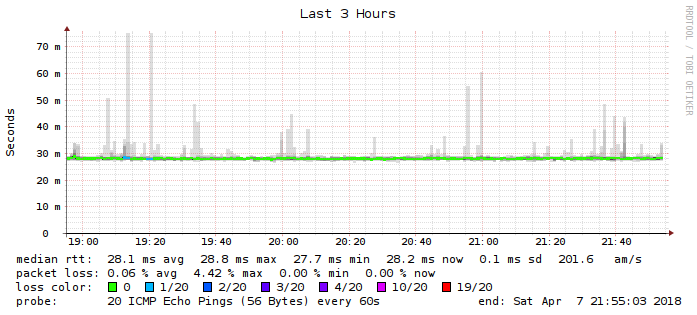 Last 3 Hours
RRDTOOL / TOBI OETIKER
Seconds
70 m
60 m
50 m
40 m
30 m
20 m
10 m
0
19:00 19:20 19:40 20:00 20:20 20:40 21:00 21:20 21:40
median rtt: 28.1 ms avg 28.8 ms max 27.7 ms min 28.2 ms now 0.1 ms sd 201.6 am/s
packet loss: 0.06 % avg 4.42 % max 0.00 % min 0.00 % now
loss color: 0 1/20 2/20 3/20 4/20 10/20 19/20
probe: 20 ICMP Echo Pings (56 Bytes) every 60s end: Sat Apr 7 21:55:03 2018